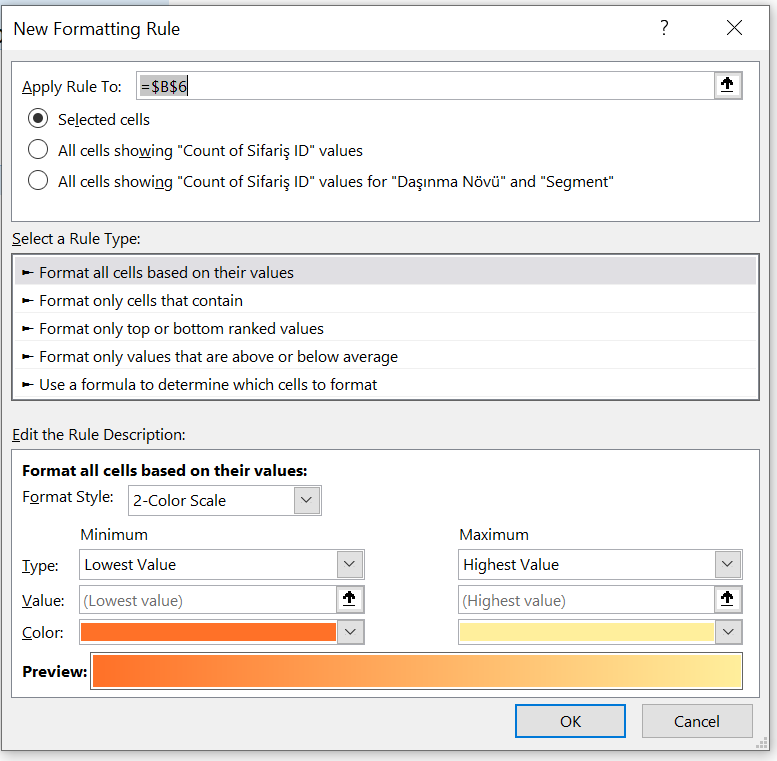 New Formatting Rule ?
Apply Rule To: =$B$6
Selected cells
All cells showing "Count of Sifariş ID" values
All cells showing "Count of Sifariş ID" values for "Daşınma Növü" and "Segment"
Select a Rule Type:
► Format all cells based on their values
► Format only cells that contain
► Format only top or bottom ranked values
► Format only values that are above or below average
► Use a formula to determine which cells to format
Edit the Rule Description:
Format all cells based on their values:
Format Style: 2-Color Scale
Minimum Maximum
Type: Lowest Value Highest Value
Value: (Lowest value) (Highest value)
Color:
Preview:
OK Cancel